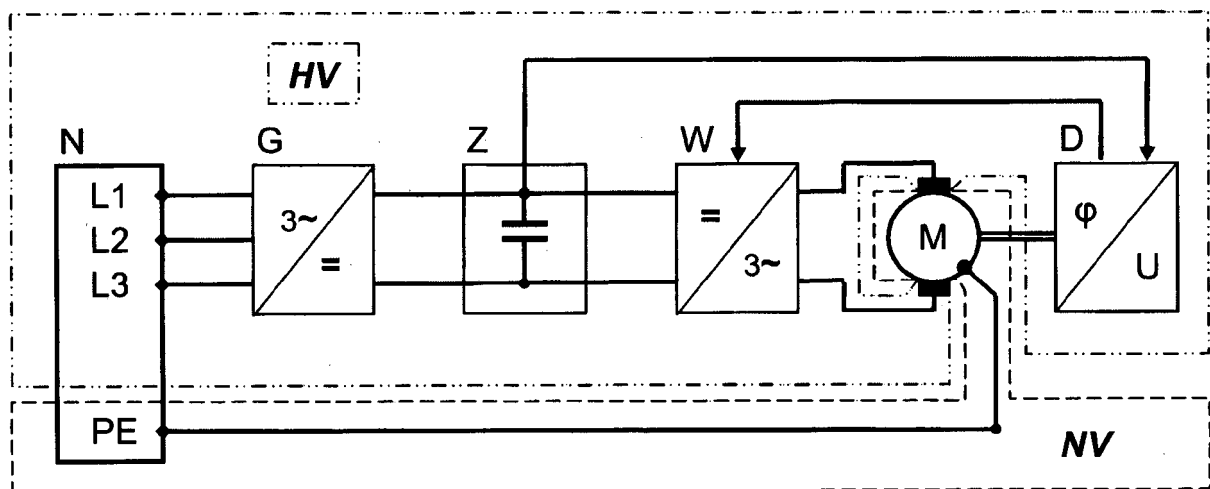 HV
N
G
Z
W
D
L1
L2
L3
PE
3~
=
=
3~
M
φ
U
NV